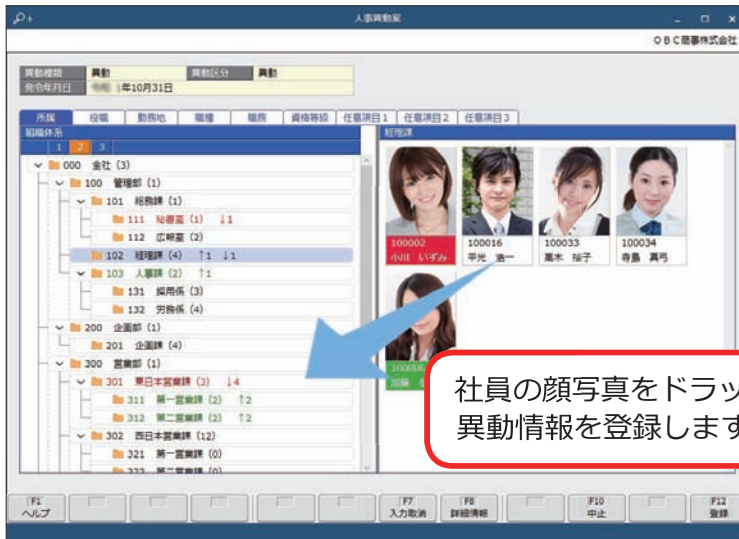 人事異動案
OBC商事株式会社
異動種類 異動 異動区分 異動
発令年月日 年10月31日
所属 役職 勤務地 職種 職務 資格等級 任意項目1 任意項目2 任意項目3
組織体系
1 2 3
000 全社 (3)
100 管理部 (1)
101 総務課 (1)
111 秘書室 (1) ↓1
112 広報室 (2)
102 経理課 (4) ↑1 ↓1
103 人事課 (2) ↑1
131 採用係 (3)
132 労務係 (4)
200 企画部 (1)
201 企画課 (4)
300 営業部 (1)
301 東日本営業課 (3) ↓4
311 第一営業課 (2) ↑2
312 第二営業課 (2) ↑2
302 西日本営業課 (12)
321 第一営業課 (0)
322 第二営業課 (0)
経理課
100002 100016 100033 100034
小川 いずみ 平光 浩一 高木 裕子 寺島 真弓
100006
加藤
社員の顔写真をドラッ
異動情報を登録します
F1 F7 F8 F10 F12
ヘルプ 入力取消 詳細情報 中止 登録